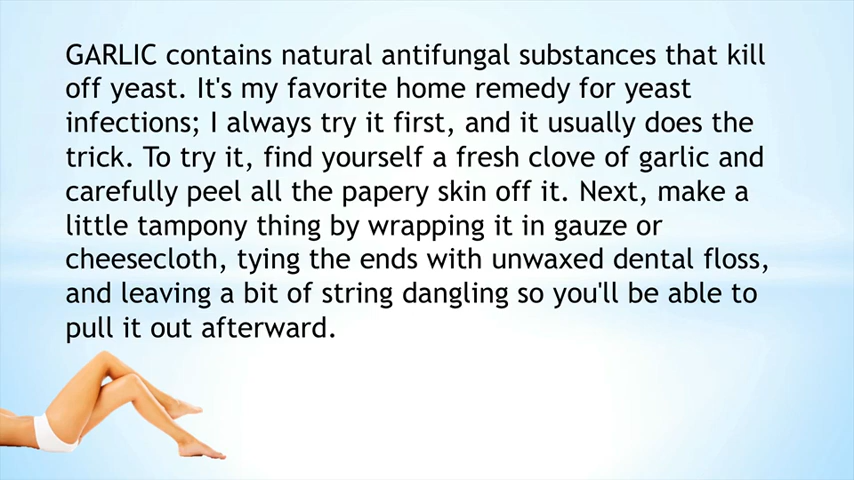 GARLIC contains natural antifungal substances that kill
off yeast. It's my favorite home remedy for yeast
infections; I always try it first, and it usually does the
trick. To try it, find yourself a fresh clove of garlic and
carefully peel all the papery skin off it. Next, make a
little tampony thing by wrapping it in gauze or
cheesecloth, tying the ends with unwaxed dental floss,
and leaving a bit of string dangling so you'll be able to
pull it out afterward.